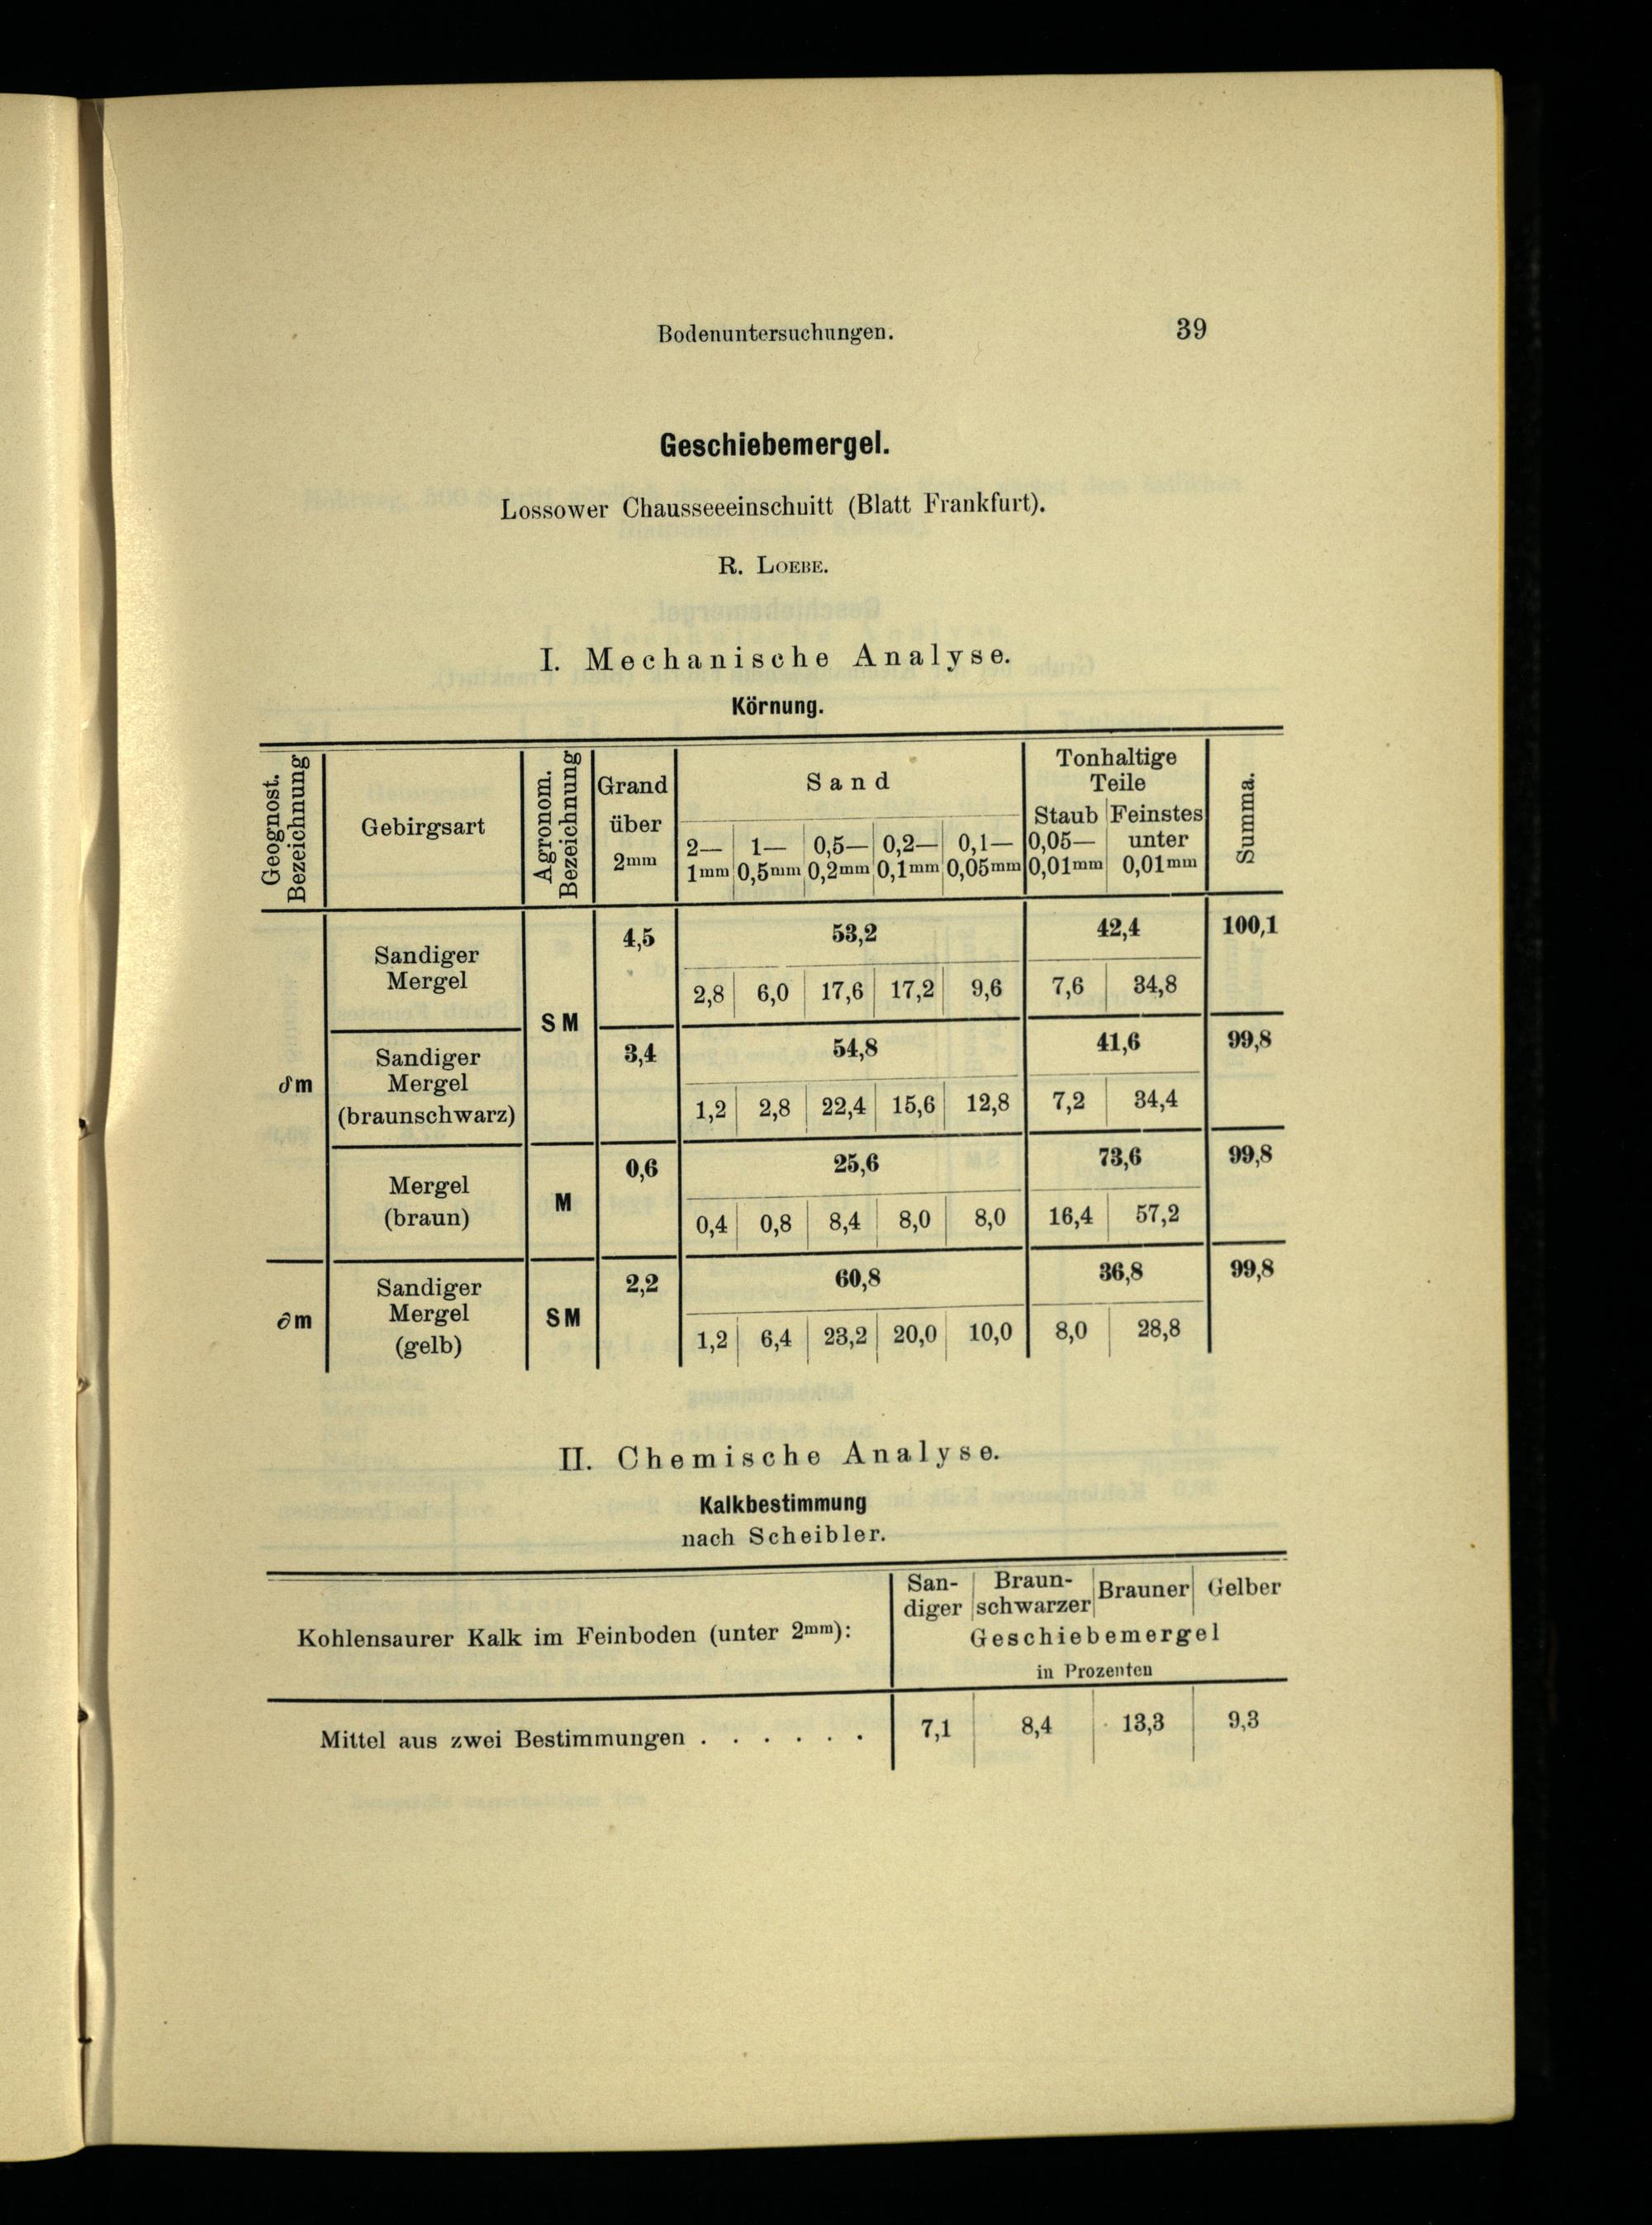 Bodenuntersuchungen. 39
Geschiebemergel.
Lossower Chausseeeinschnitt (Blatt Frankfurt).
R. LOEBE.
I. Mechanische Analyse.
Körnung.
Geognost. Bezeichnung | Gebirgsart | Agronom. Bezeichnung | Grand über 2mm | Sand | Tonhaltige Teile | Summa.
Staub Feinstes
2—1mm | 1—0,5mm | 0,5—0,2mm | 0,2—0,1mm | 0,1—0,05mm | 0,05—0,01mm | unter 0,01mm
Sandiger Mergel 4,5 53,2 42,4 100,1
2,8 6,0 17,6 17,2 9,6 7,6 34,8
SM
δm
Sandiger Mergel (braunschwarz) 3,4 54,8 41,6 99,8
1,2 2,8 22,4 15,6 12,8 7,2 34,4
Mergel (braun) M 0,6 25,6 73,6 99,8
0,4 0,8 8,4 8,0 8,0 16,4 57,2
∂m Sandiger Mergel (gelb) SM 2,2 60,8 36,8 99,8
1,2 6,4 23,2 20,0 10,0 8,0 28,8
II. Chemische Analyse.
Kalkbestimmung
nach Scheibler.
Kohlensaurer Kalk im Feinboden (unter 2mm):
San-diger | Braun-schwarzer | Brauner | Gelber
Geschiebemergel
in Prozenten
Mittel aus zwei Bestimmungen . . . . . . 7,1 8,4 13,3 9,3